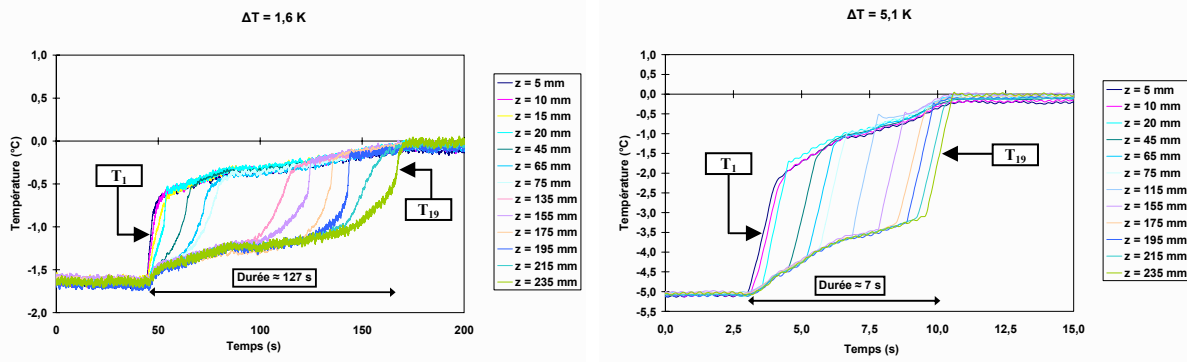 ΔT = 1,6 K
1,0
0,5
0,0
-0,5
-1,0
-1,5
-2,0
0
50
100
150
200
Température (°C)
Temps (s)
T1
T19
Durée ≈ 127 s
z = 5 mm
z = 10 mm
z = 15 mm
z = 20 mm
z = 45 mm
z = 65 mm
z = 75 mm
z = 135 mm
z = 155 mm
z = 175 mm
z = 195 mm
z = 215 mm
z = 235 mm
ΔT = 5,1 K
1,0
0,5
0,0
-0,5
-1,0
-1,5
-2,0
-2,5
-3,0
-3,5
-4,0
-4,5
-5,0
-5,5
0,0
2,5
5,0
7,5
10,0
12,5
15,0
Température (°C)
Temps (s)
T1
T19
Durée ≈ 7 s
z = 5 mm
z = 10 mm
z = 20 mm
z = 45 mm
z = 65 mm
z = 75 mm
z = 115 mm
z = 155 mm
z = 175 mm
z = 195 mm
z = 215 mm
z = 235 mm